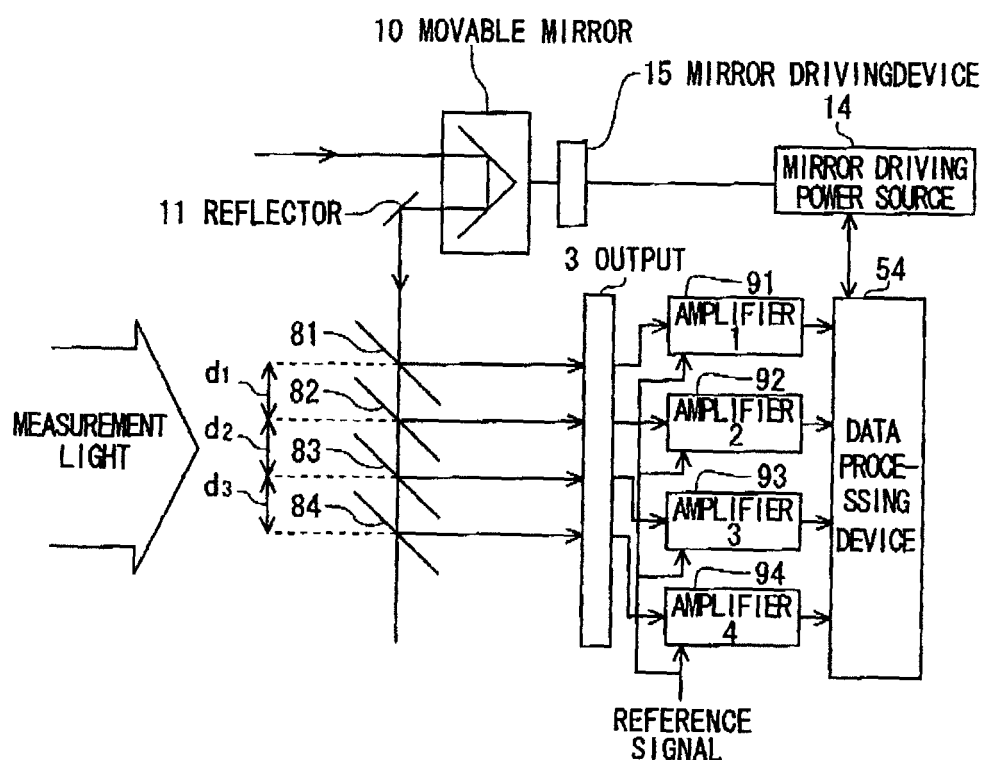 10 MOVABLE MIRROR
15 MIRROR DRIVINGDEVICE
14
MIRROR DRIVING
POWER SOURCE
11 REFLECTOR
3 OUTPUT
91
54
AMPLIFIER
1
81
d1
82
92
AMPLIFIER
2
MEASUREMENT
LIGHT
d2
83
DATA
PROCE-
SSING
DEVICE
93
d3
84
AMPLIFIER
3
94
AMPLIFIER
4
REFERENCE
SIGNAL